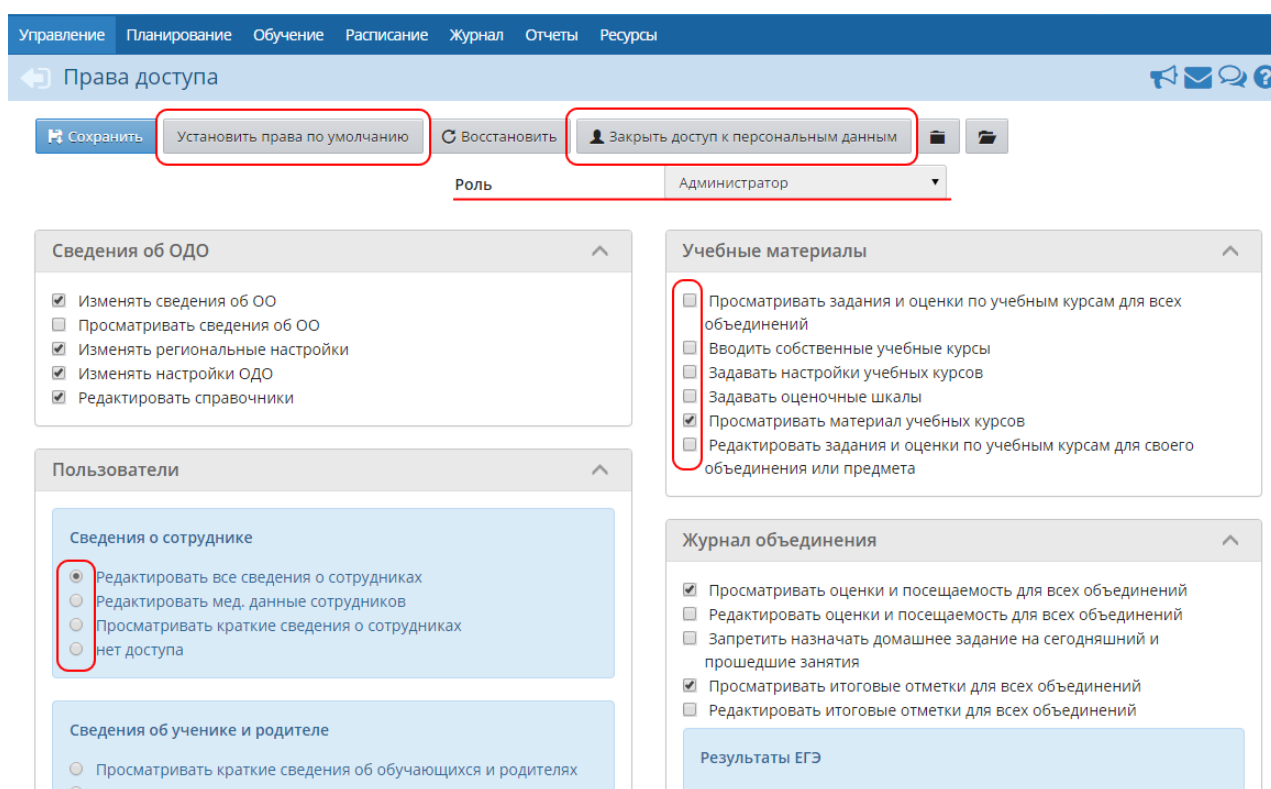 Управление Планирование Обучение Расписание Журнал Отчеты Ресурсы
Права доступа
Сохранить Установить права по умолчанию Восстановить Закрыть доступ к персональным данным
Роль Администратор
Сведения об ОДО
Изменять сведения об ОО
Просматривать сведения об ОО
Изменять региональные настройки
Изменять настройки ОДО
Редактировать справочники
Пользователи
Сведения о сотруднике
Редактировать все сведения о сотрудниках
Редактировать мед. данные сотрудников
Просматривать краткие сведения о сотрудниках
нет доступа
Сведения об ученике и родителе
Просматривать краткие сведения об обучающихся и родителях
Учебные материалы
Просматривать задания и оценки по учебным курсам для всех
объединений
Вводить собственные учебные курсы
Задавать настройки учебных курсов
Задавать оценочные шкалы
Просматривать материал учебных курсов
Редактировать задания и оценки по учебным курсам для своего
объединения или предмета
Журнал объединения
Просматривать оценки и посещаемость для всех объединений
Редактировать оценки и посещаемость для всех объединений
Запретить назначать домашнее задание на сегодняшний и
прошедшие занятия
Просматривать итоговые отметки для всех объединений
Редактировать итоговые отметки для всех объединений
Результаты ЕГЭ